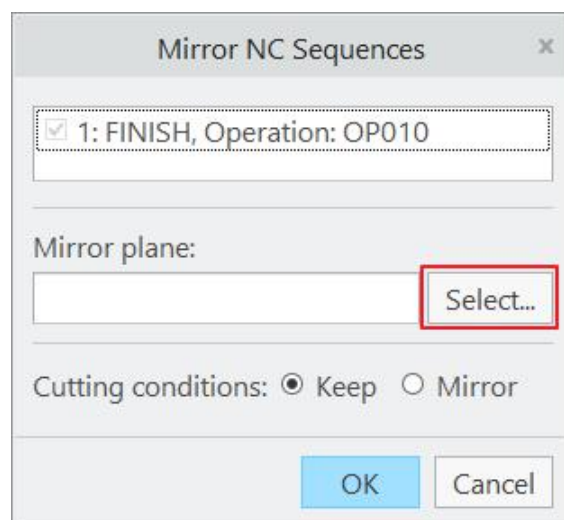 Mirror NC Sequences
1: FINISH, Operation: OP010
Mirror plane:
Select...
Cutting conditions: Keep Mirror
OK Cancel